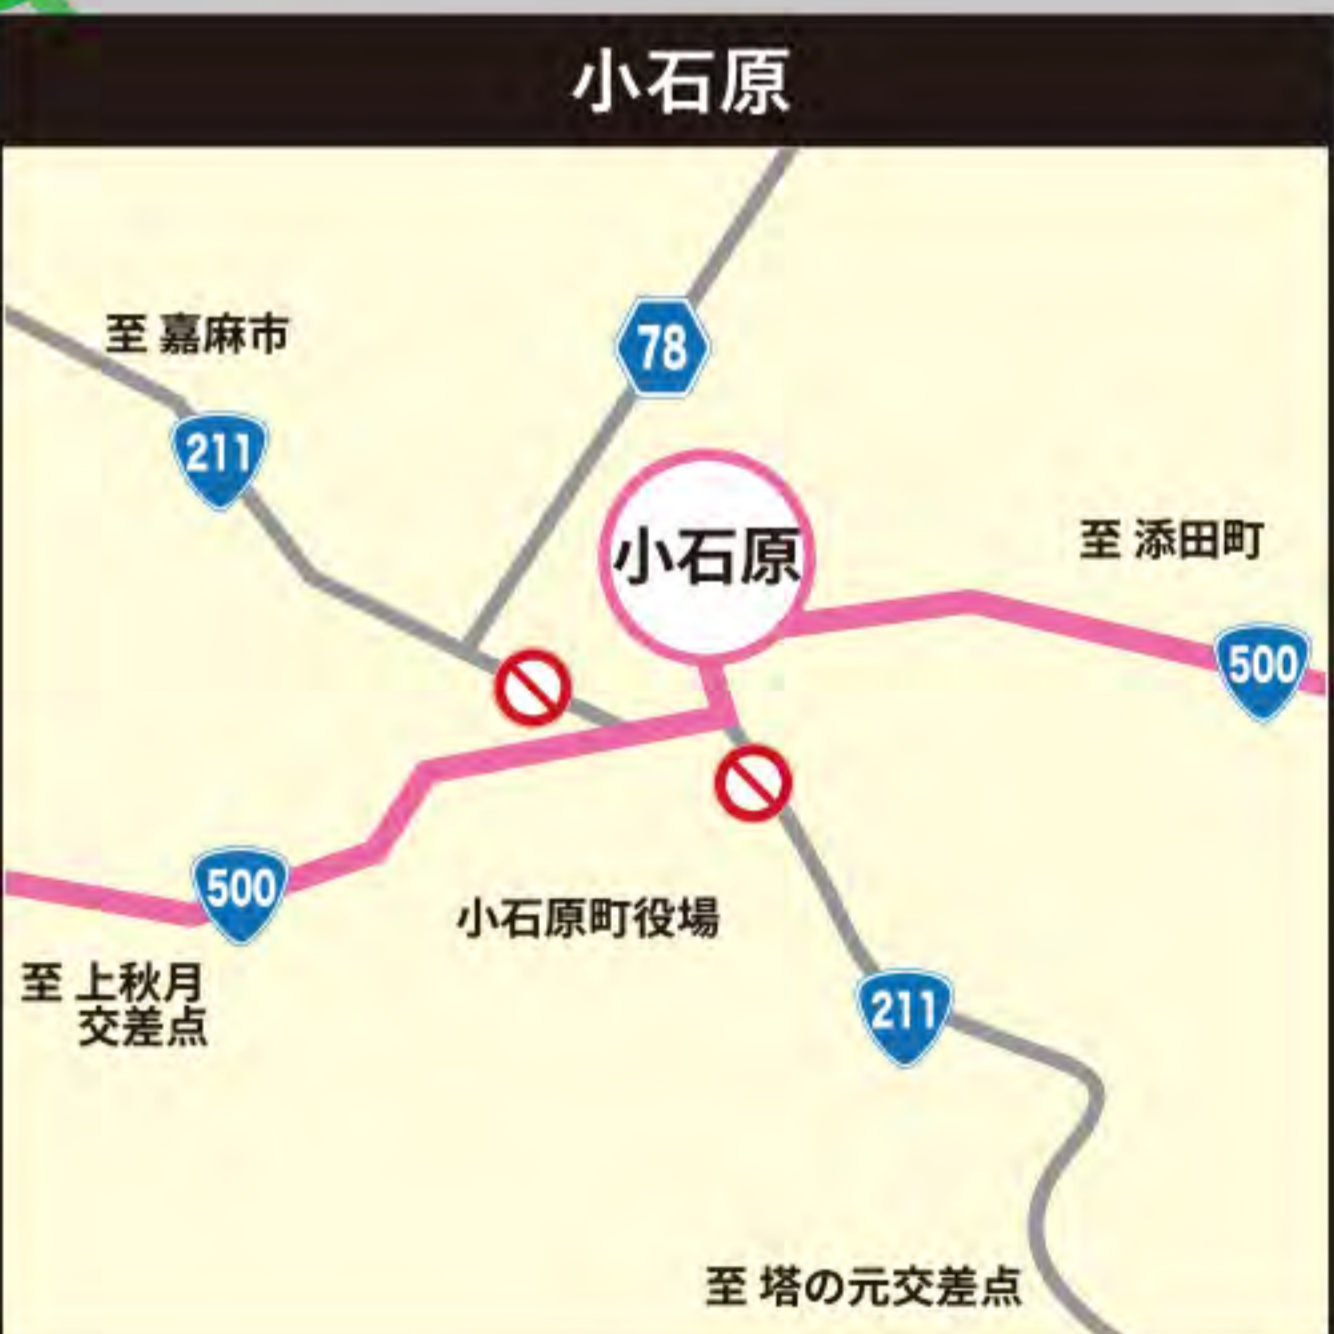 小石原
至 嘉麻市
78
211
小石原
至 添田町
500
500
小石原町役場
至 上秋月
交差点
211
至 塔の元交差点